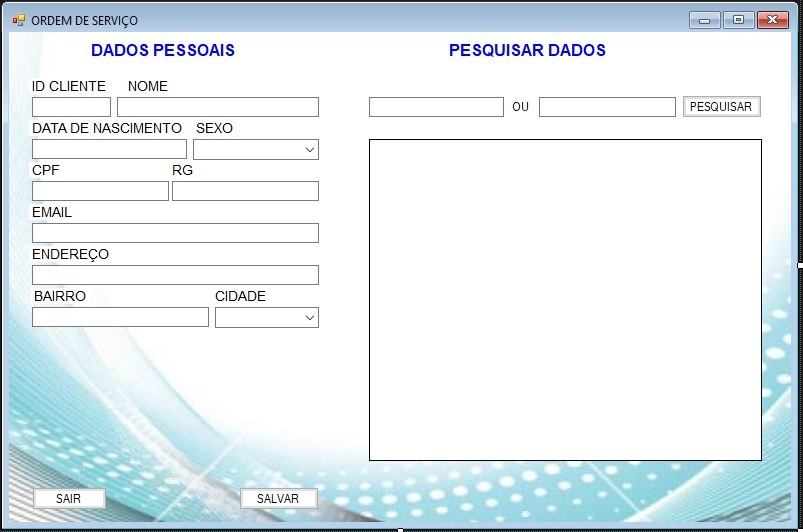 ORDEM DE SERVIÇO
DADOS PESSOAIS
PESQUISAR DADOS
ID CLIENTE NOME
OU PESQUISAR
DATA DE NASCIMENTO SEXO
CPF RG
EMAIL
ENDEREÇO
BAIRRO CIDADE
SAIR SALVAR